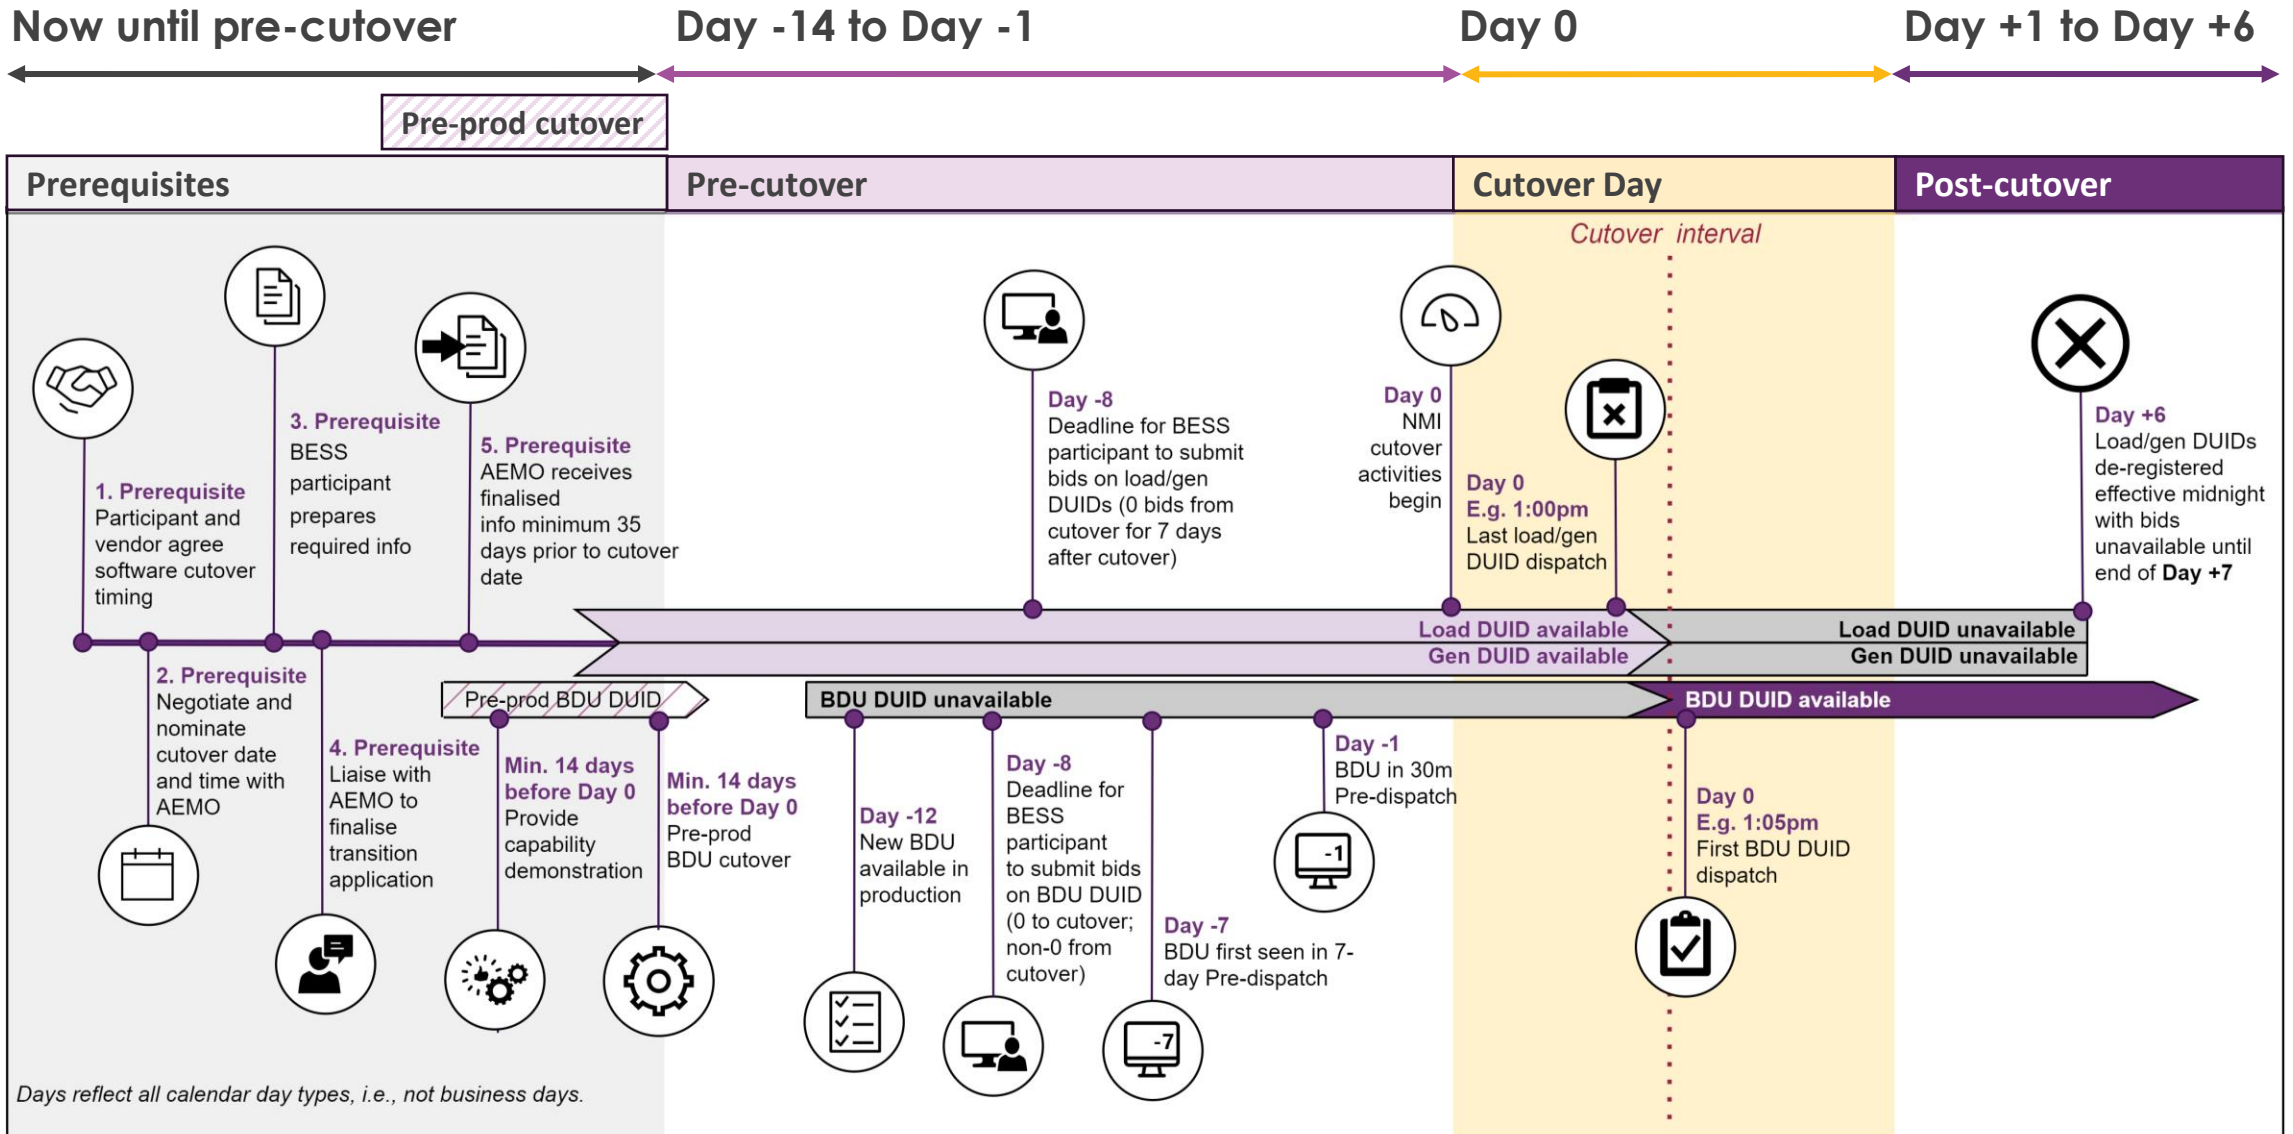 Now until pre-cutover
Day -14 to Day -1
Day 0
Day +1 to Day +6
Pre-prod cutover
Prerequisites
Pre-cutover
Cutover Day
Post-cutover
Cutover interval
1. Prerequisite
Participant and
vendor agree
software cutover
timing
2. Prerequisite
Negotiate and
nominate
cutover date
and time with
AEMO
3. Prerequisite
BESS
participant
prepares
required info
4. Prerequisite
Liaise with
AEMO to
finalise
transition
application
5. Prerequisite
AEMO receives
finalised
info minimum 35
days prior to cutover
date
Pre-prod BDU DUID
Min. 14 days
before Day 0
Provide
capability
demonstration
Min. 14 days
before Day 0
Pre-prod
BDU cutover
Day -8
Deadline for BESS
participant to submit
bids on load/gen
DUIDs (0 bids from
cutover for 7 days
after cutover)
Day 0
NMI
cutover
activities
begin
Day 0
E.g. 1:00pm
Last load/gen
DUID dispatch
Day +6
Load/gen DUIDs
de-registered
effective midnight
with bids
unavailable until
end of Day +7
Load DUID available
Gen DUID available
Load DUID unavailable
Gen DUID unavailable
BDU DUID unavailable
BDU DUID available
Day -12
New BDU
available in
production
Day -8
Deadline for
BESS
participant
to submit bids
on BDU DUID
(0 to cutover;
non-0 from
cutover)
Day -7
BDU first seen in 7-
day Pre-dispatch
-7
Day -1
BDU in 30m
Pre-dispatch
-1
Day 0
E.g. 1:05pm
First BDU DUID
dispatch
Days reflect all calendar day types, i.e., not business days.